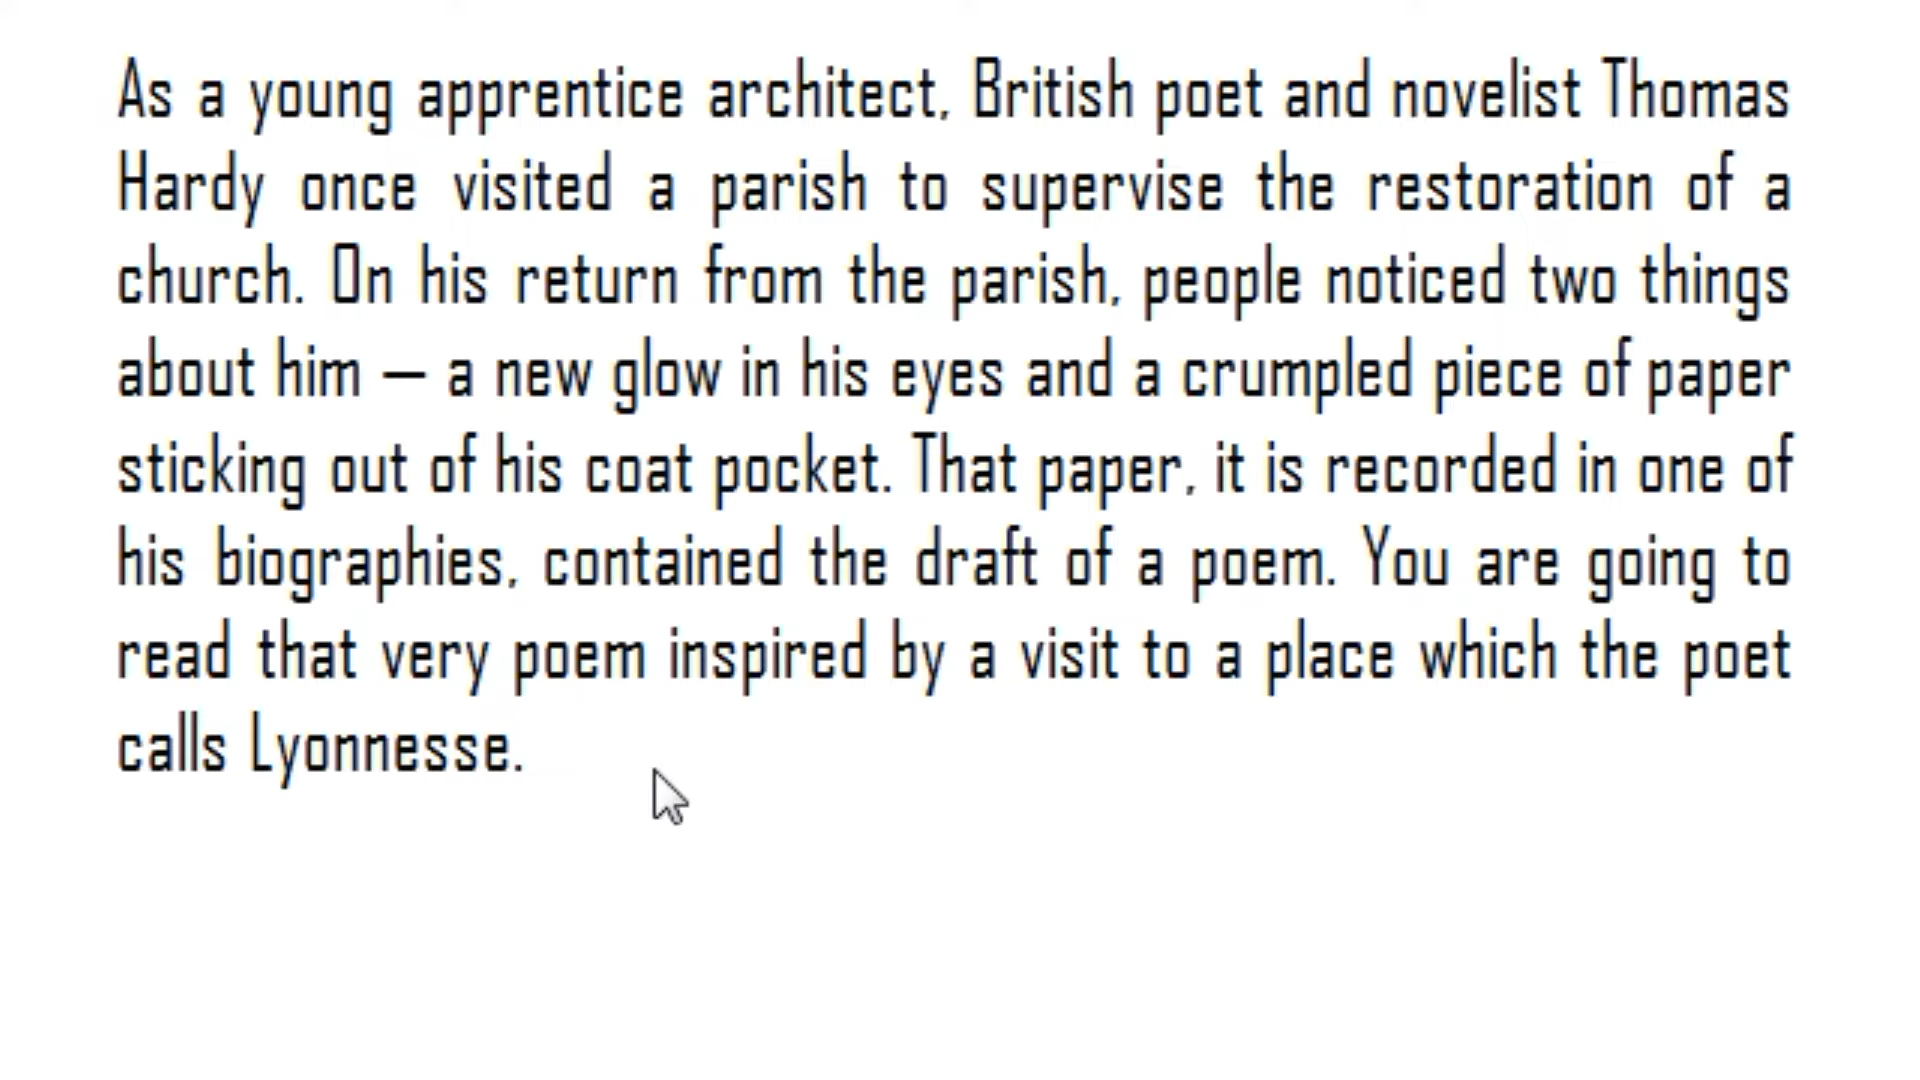 As a young apprentice architect, British poet and novelist Thomas
Hardy once visited a parish to supervise the restoration of a
church. On his return from the parish, people noticed two things
about him — a new glow in his eyes and a crumpled piece of paper
sticking out of his coat pocket. That paper, it is recorded in one of
his biographies, contained the draft of a poem. You are going to
read that very poem inspired by a visit to a place which the poet
calls Lyonnesse.